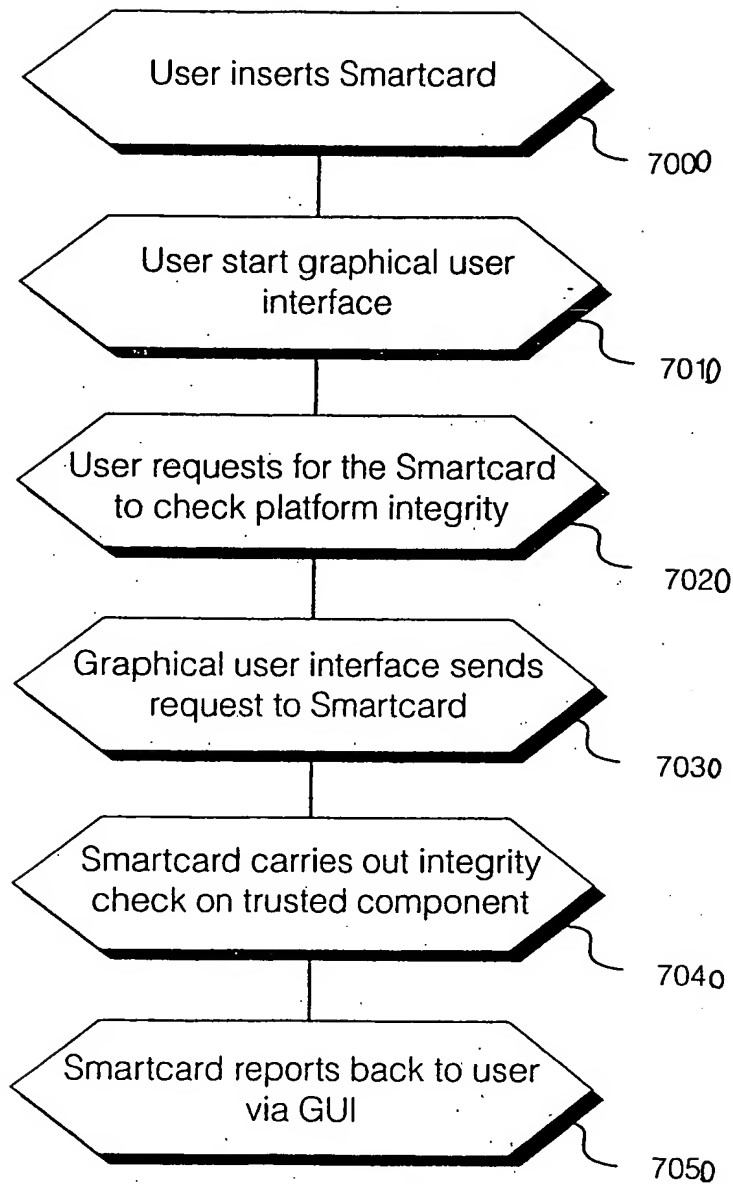 User inserts Smartcard
7000
User start graphical user
interface
7010
User requests for the Smartcard
to check platform integrity
7020
Graphical user interface sends
request to Smartcard
7030
Smartcard carries out integrity
check on trusted component
7040
Smartcard reports back to user
via GUI
7050